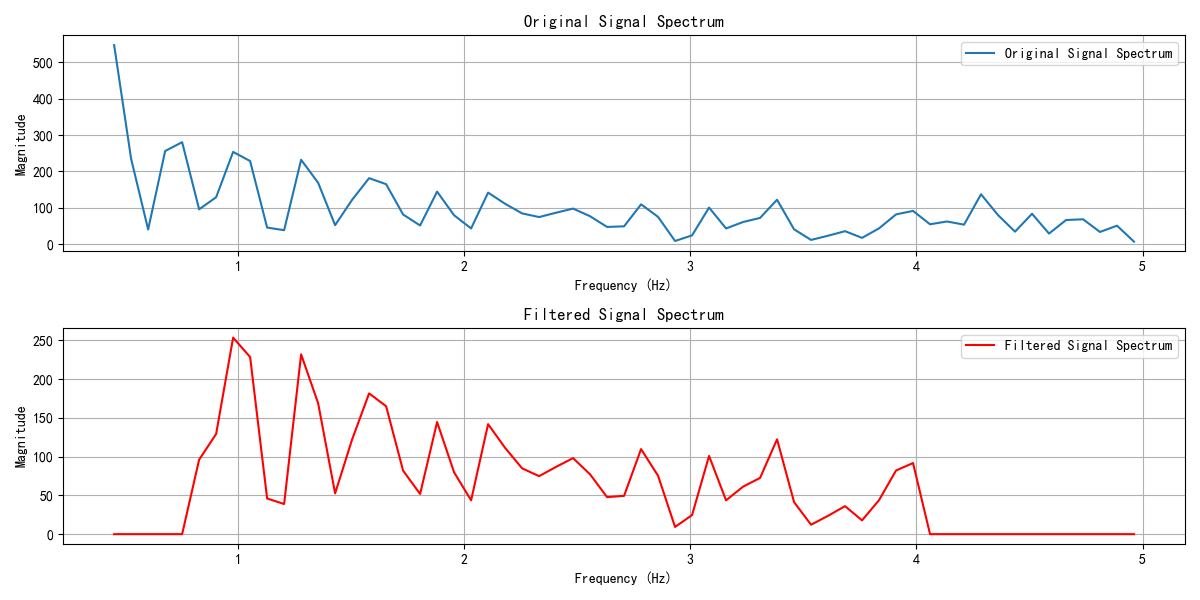 Original Signal Spectrum
500
400
300
200
100
0
Magnitude
Original Signal Spectrum
1 2 3 4 5
Frequency (Hz)
Filtered Signal Spectrum
250
200
150
100
50
0
Magnitude
Filtered Signal Spectrum
1 2 3 4 5
Frequency (Hz)